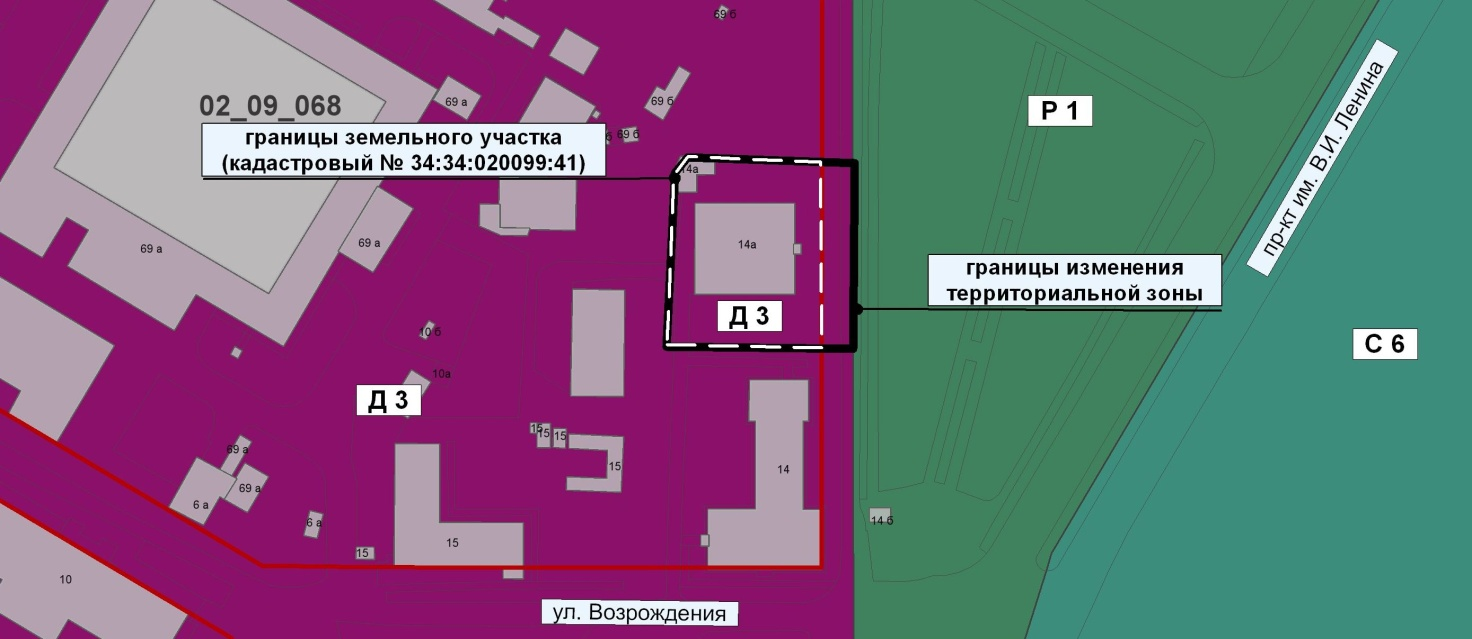 69 б
Р 1
02_09_068
69 а
69 б
69 б
границы земельного участка
(кадастровый № 34:34:020099:41)
14а
пр-кт им. В.И. Ленина
69 а
69 а
14а
границы изменения
территориальной зоны
Д 3
10 б
С 6
10а
Д 3
15
15
15
69 а
15
14
69 а
6 а
6 а
14 б
15
15
10
ул. Возрождения